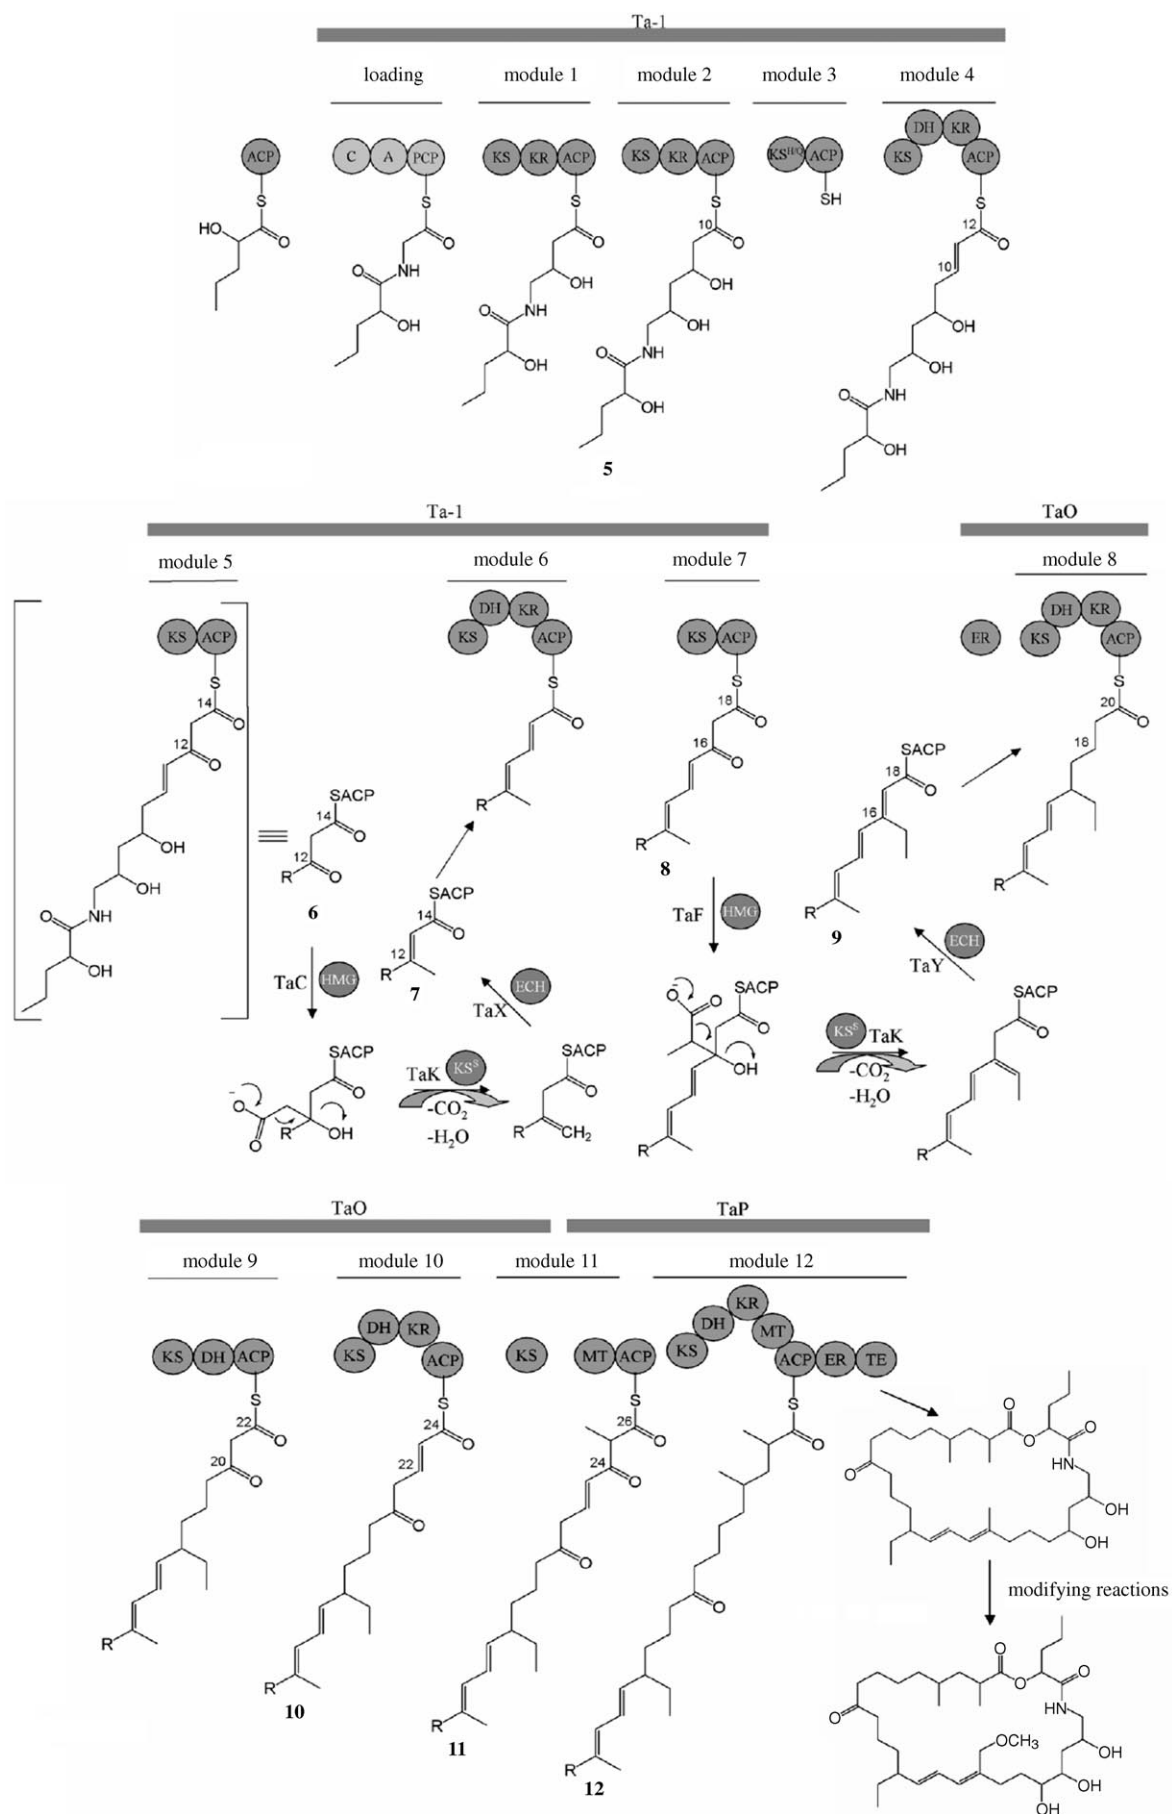 Ta-1
loading module 1 module 2 module 3 module 4
DH KR
ACP C A PCP KS KR ACP KS KR ACP KS^H/Q ACP KS ACP
S S S S SH S
HO O O O 10 O 12 O
O NH OH OH 10
OH O NH OH OH
OH O NH OH
OH O NH
OH
5
Ta-1 TaO
module 5 module 6 module 7 module 8
DH KR DH KR
KS ACP KS ACP KS ACP ER KS ACP
S S S S
14 O O 18 O 20 O
12 O 16 O SACP 18
18 O
SACP 16
OH 14 O R R R
OH 12 R O 8
O NH 6 SACP R
OH 14 O TaF HMG 9 ECH
TaC HMG R 12 TaY
7 ECH
TaX SACP SACP
-O O O O
SACP SACP KS^S TaK
O TaK KS^S O OH -CO2
-O R OH -CO2 R CH2 -H2O
O -H2O R R
TaO TaP
module 9 module 10 module 11 module 12
KR
DH KR DH MT
KS DH ACP KS ACP KS MT ACP KS ACP ER TE
S S S S
22 O 24 O 26 O O
20 O 22 24 O
O O
O O NH OH
O O OH
R R R O
10 11 modifying reactions
R
12
O O O
O NH
OCH3 OH
OH
OH